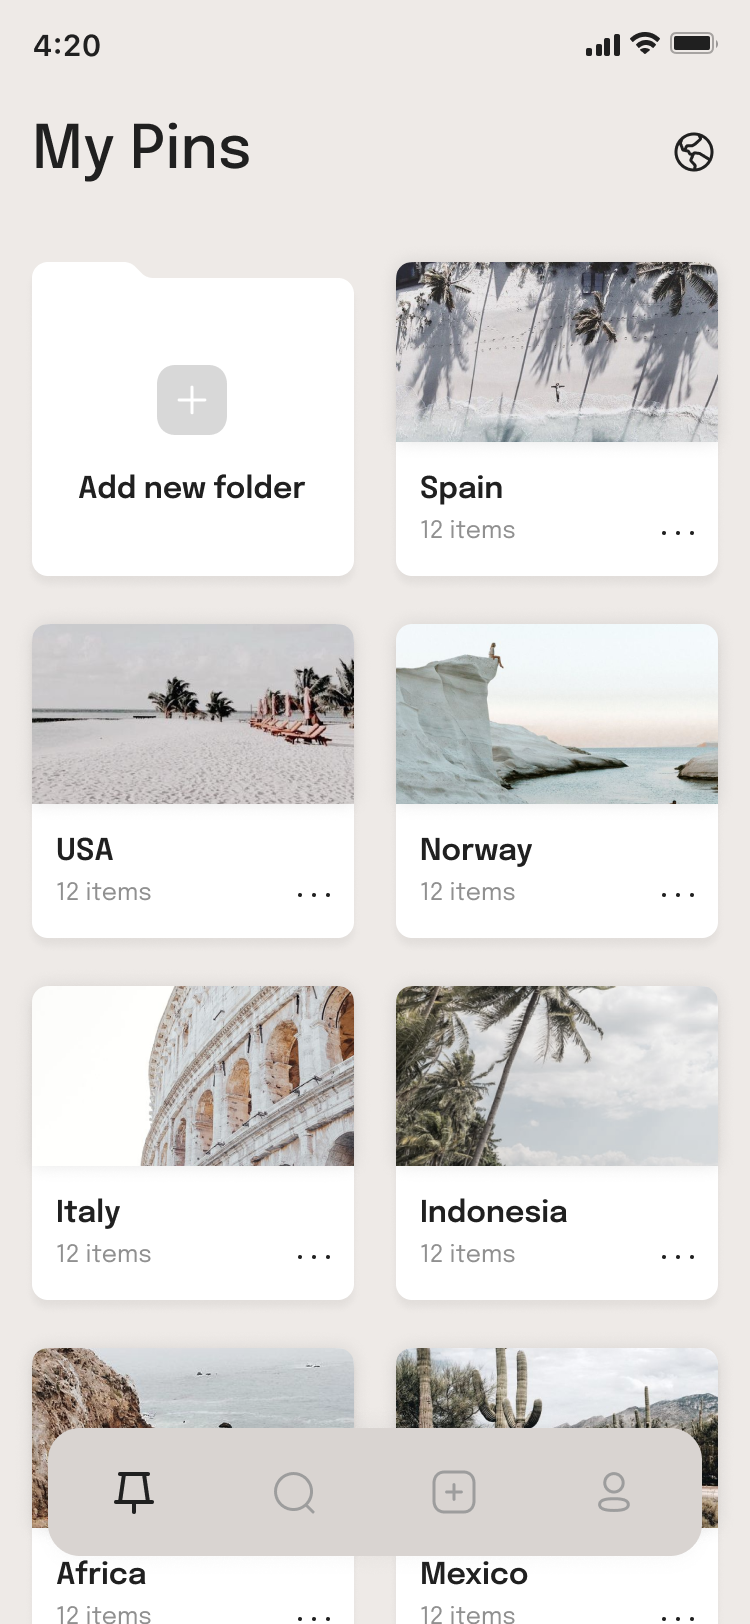 4:20
My Pins
Add new folder
Spain
12 items
USA
12 items
Norway
12 items
Italy
12 items
Indonesia
12 items
Africa
12 items
Mexico
12 items